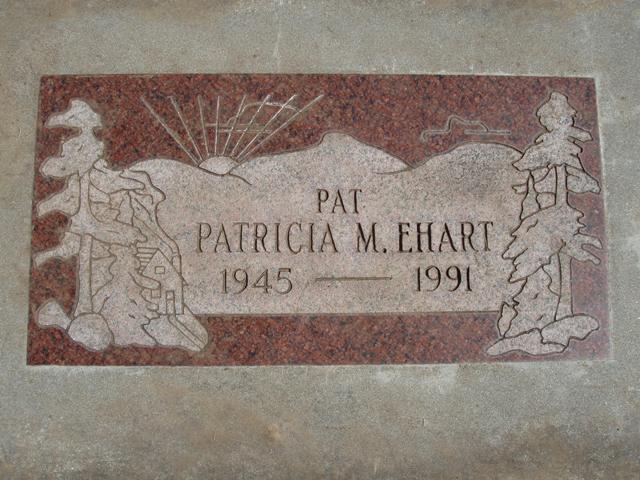 PAT
PATRICIA M. EHART
1945 — 1991